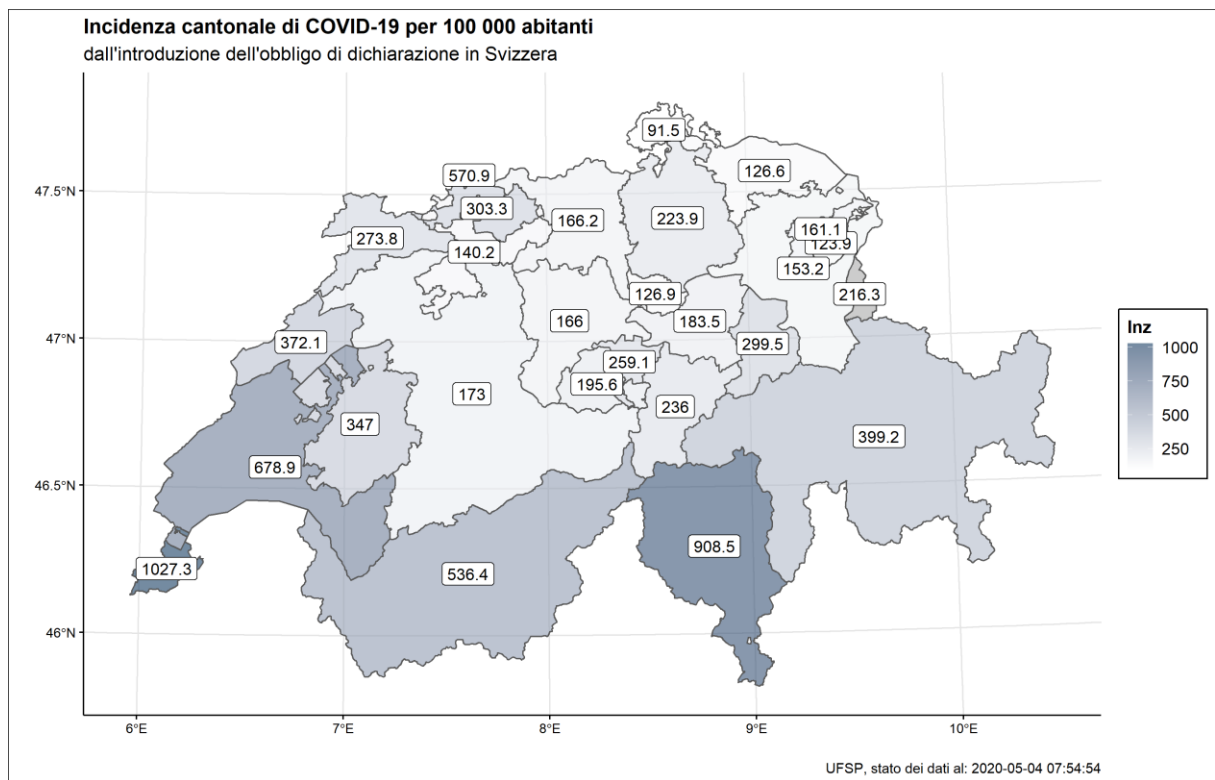 Incidenza cantonale di COVID-19 per 100 000 abitanti
dall'introduzione dell'obbligo di dichiarazione in Svizzera
91.5
126.6
570.9
47.5°N
303.3
166.2
223.9
161.1
123.9
273.8
140.2
153.2
126.9
216.3
166
183.5
47°N
372.1
299.5
259.1
195.6
173
236
347
399.2
678.9
46.5°N
908.5
1027.3
536.4
46°N
6°E
7°E
8°E
9°E
10°E
Inz
1000
750
500
250
UFSP, stato dei dati al: 2020-05-04 07:54:54